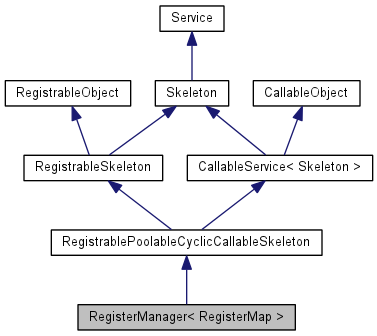 Service
RegistrableObject
Skeleton
CallableObject
RegistrableSkeleton
CallableService< Skeleton >
RegistrablePoolableCyclicCallableSkeleton
RegisterManager< RegisterMap >